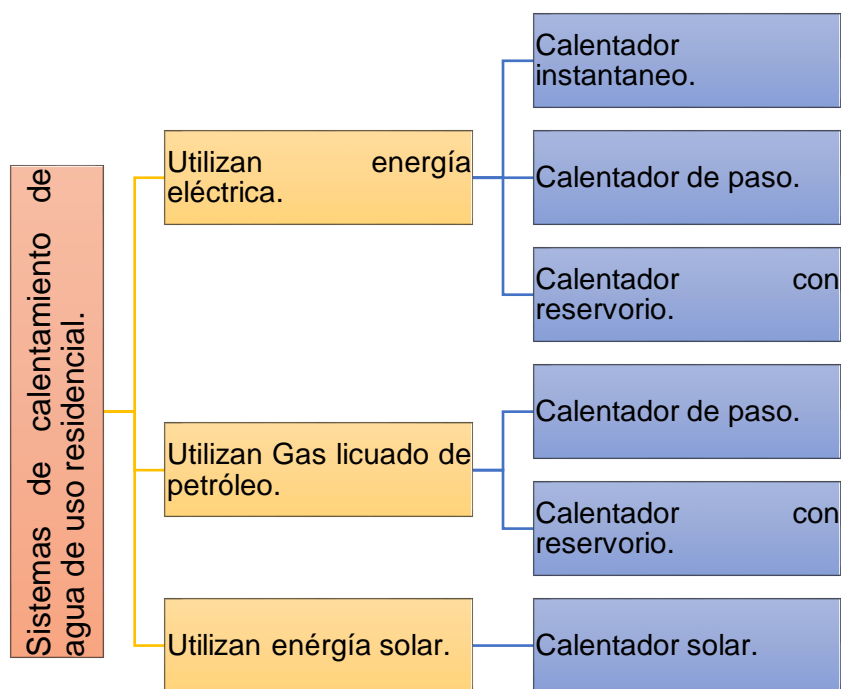 Sistemas de calentamiento de
agua de uso residencial.
Utilizan energía
eléctrica.
Calentador
instantaneo.
Calentador de paso.
Calentador con
reservorio.
Utilizan Gas licuado de
petróleo.
Calentador de paso.
Calentador con
reservorio.
Utilizan enérgía solar.
Calentador solar.